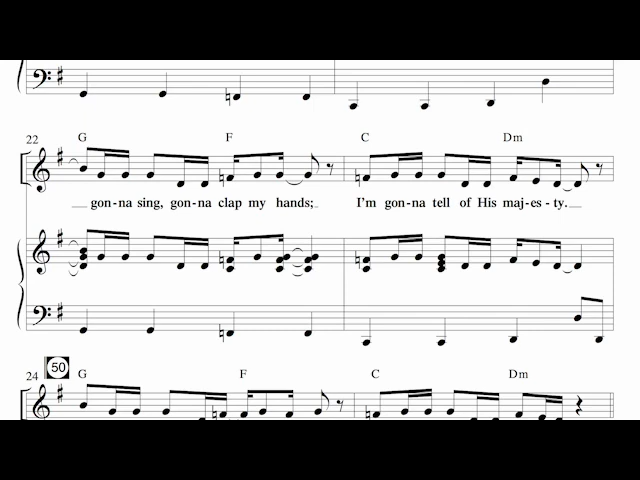 22 G F C Dm
gon-na sing, gon-na clap my hands; I'm gon-na tell of His maj-es-ty.
50
24 G F C Dm